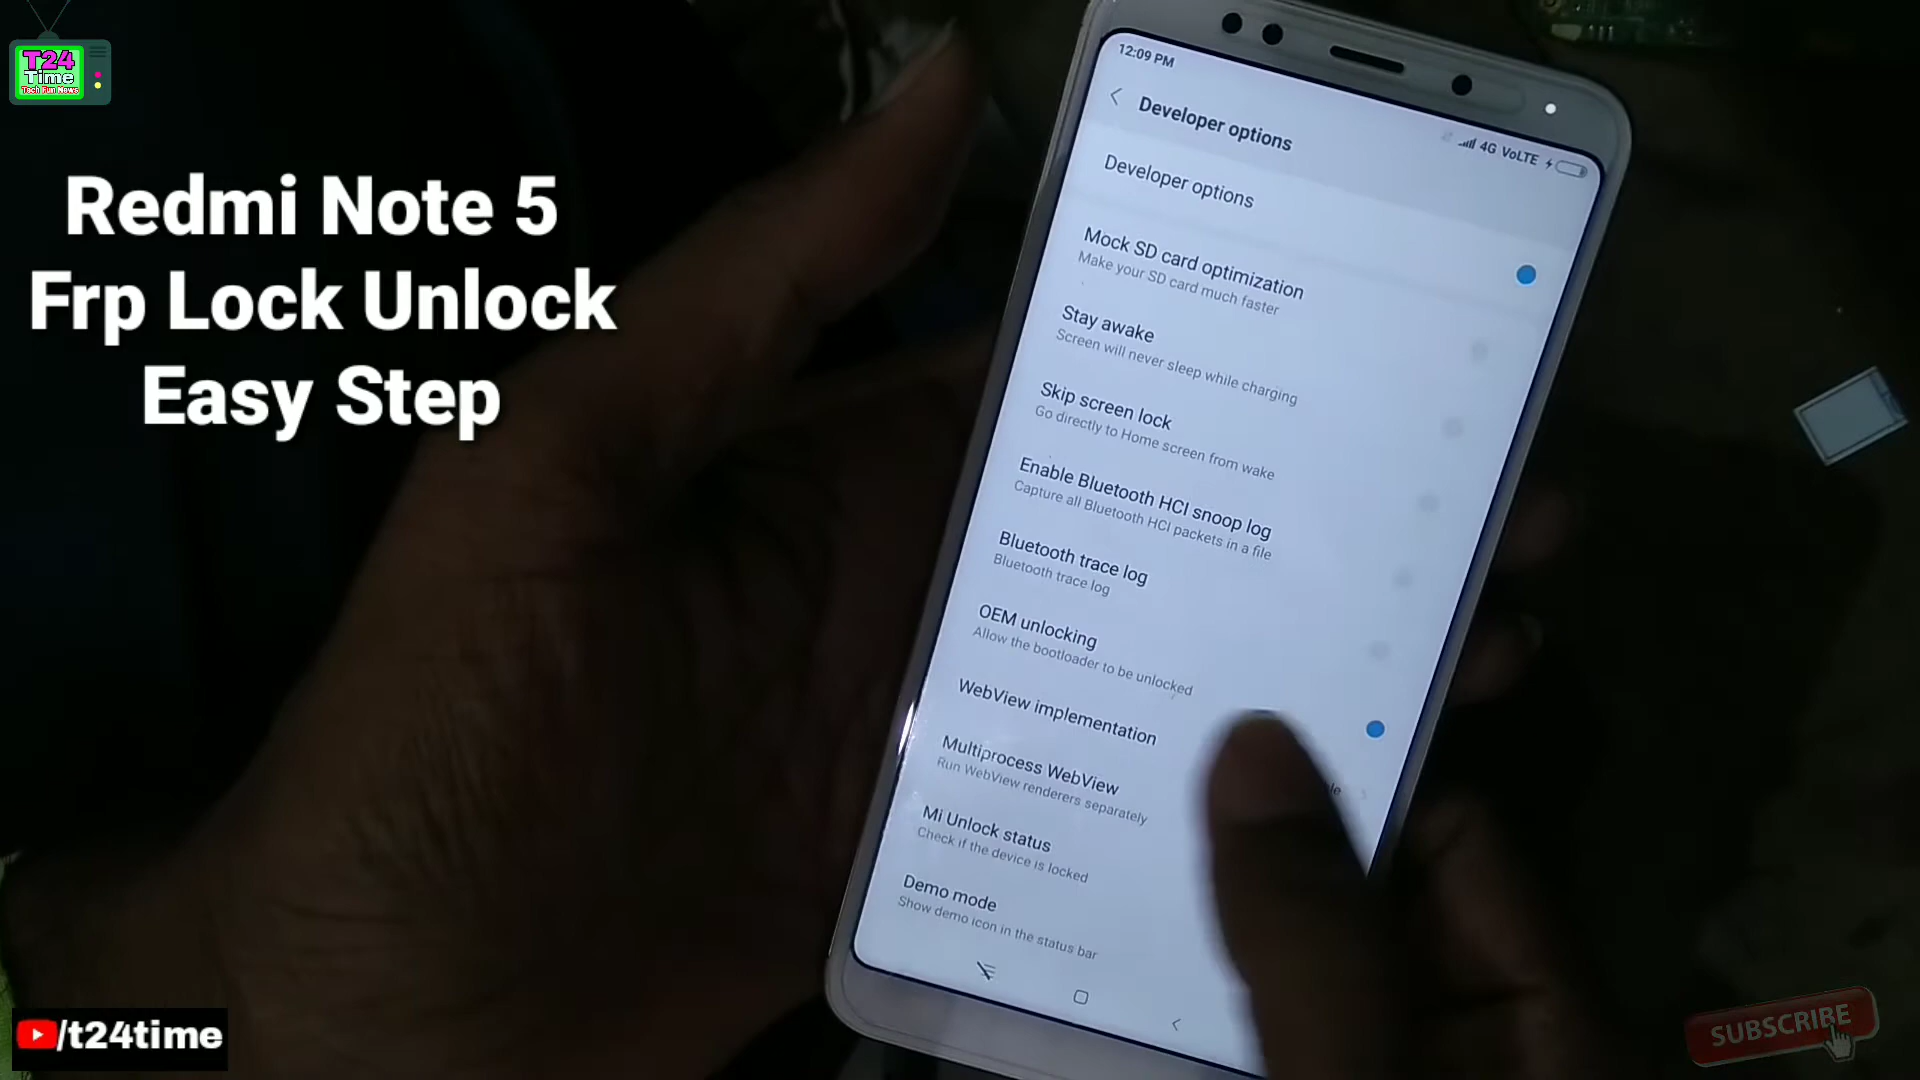 T24
Time
Tech Fun News
Redmi Note 5
Frp Lock Unlock
Easy Step
12:09 PM
4G VoLTE
Developer options
Developer options
Mock SD card optimization
Make your SD card much faster
Stay awake
Screen will never sleep while charging
Skip screen lock
Go directly to Home screen from wake
Enable Bluetooth HCI snoop log
Capture all Bluetooth HCI packets in a file
Bluetooth trace log
Bluetooth trace log
OEM unlocking
Allow the bootloader to be unlocked
WebView implementation
Multiprocess WebView
Run WebView renderers separately
Mi Unlock status
Check if the device is locked
Demo mode
Show demo icon in the status bar
/t24time
SUBSCRIBE